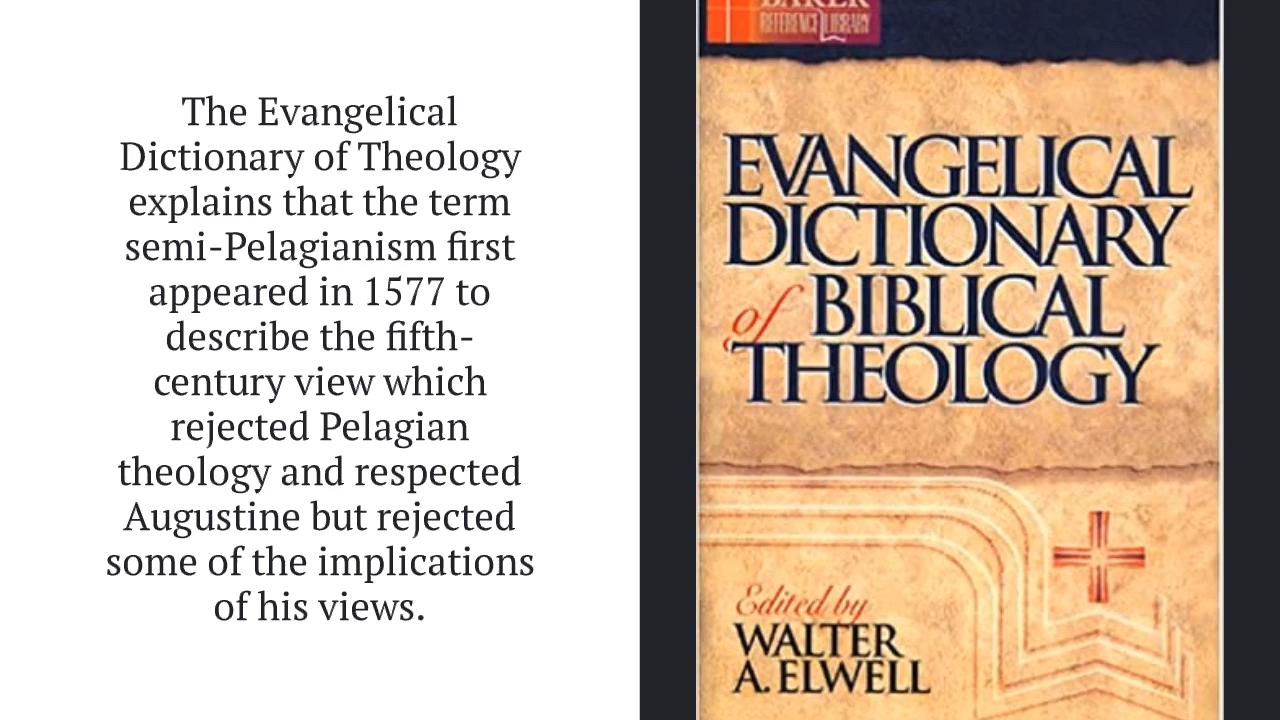 The Evangelical
Dictionary of Theology
explains that the term
semi-Pelagianism first
appeared in 1577 to
describe the fifth-
century view which
rejected Pelagian
theology and respected
Augustine but rejected
some of the implications
of his views.
BAKER
REFERENCE LIBRARY
EVANGELICAL
DICTIONARY
of BIBLICAL
THEOLOGY
Edited by
WALTER
A. ELWELL